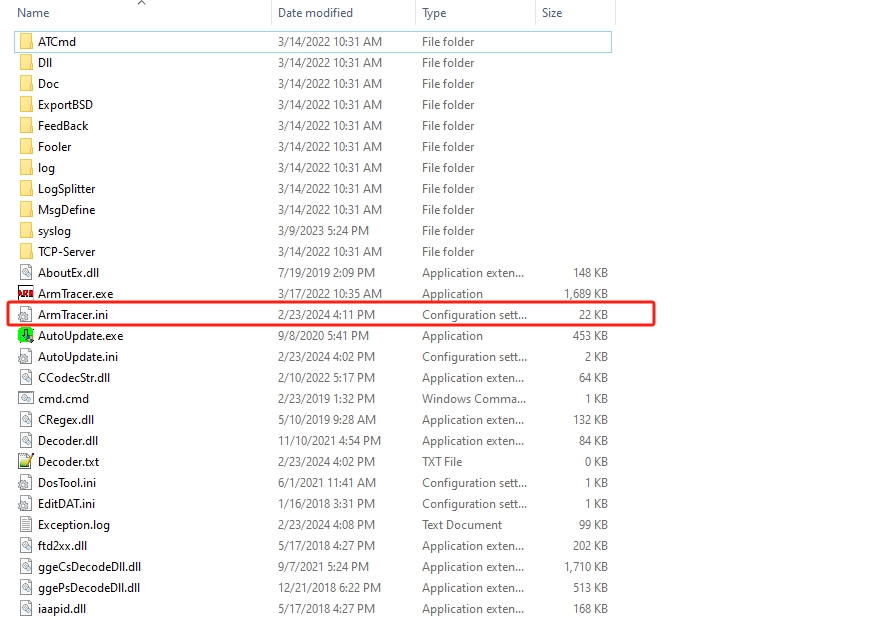 Name Date modified Type Size
ATCmd 3/14/2022 10:31 AM File folder
Dll 3/14/2022 10:31 AM File folder
Doc 3/14/2022 10:31 AM File folder
ExportBSD 3/14/2022 10:31 AM File folder
FeedBack 3/14/2022 10:31 AM File folder
Fooler 3/14/2022 10:31 AM File folder
log 3/14/2022 10:31 AM File folder
LogSplitter 3/14/2022 10:31 AM File folder
MsgDefine 3/14/2022 10:31 AM File folder
syslog 3/9/2023 5:24 PM File folder
TCP-Server 3/14/2022 10:31 AM File folder
AboutEx.dll 7/19/2019 2:09 PM Application exten... 148 KB
ArmTracer.exe 3/17/2022 10:35 AM Application 1,689 KB
ArmTracer.ini 2/23/2024 4:11 PM Configuration sett... 22 KB
AutoUpdate.exe 9/8/2020 5:41 PM Application 453 KB
AutoUpdate.ini 2/23/2024 4:02 PM Configuration sett... 2 KB
CCodecStr.dll 2/10/2022 5:17 PM Application exten... 64 KB
cmd.cmd 2/23/2019 1:32 PM Windows Comma... 1 KB
CRegex.dll 5/10/2019 9:28 AM Application exten... 132 KB
Decoder.dll 11/10/2021 4:54 PM Application exten... 84 KB
Decoder.txt 2/23/2024 4:02 PM TXT File 0 KB
DosTool.ini 6/1/2021 11:41 AM Configuration sett... 1 KB
EditDAT.ini 1/16/2018 3:31 PM Configuration sett... 1 KB
Exception.log 2/23/2024 4:08 PM Text Document 99 KB
ftd2xx.dll 5/17/2018 4:27 PM Application exten... 202 KB
ggeCsDecodeDll.dll 9/7/2021 5:24 PM Application exten... 1,710 KB
ggePsDecodeDll.dll 12/21/2018 6:22 PM Application exten... 513 KB
iaapid.dll 5/17/2018 4:27 PM Application exten... 168 KB